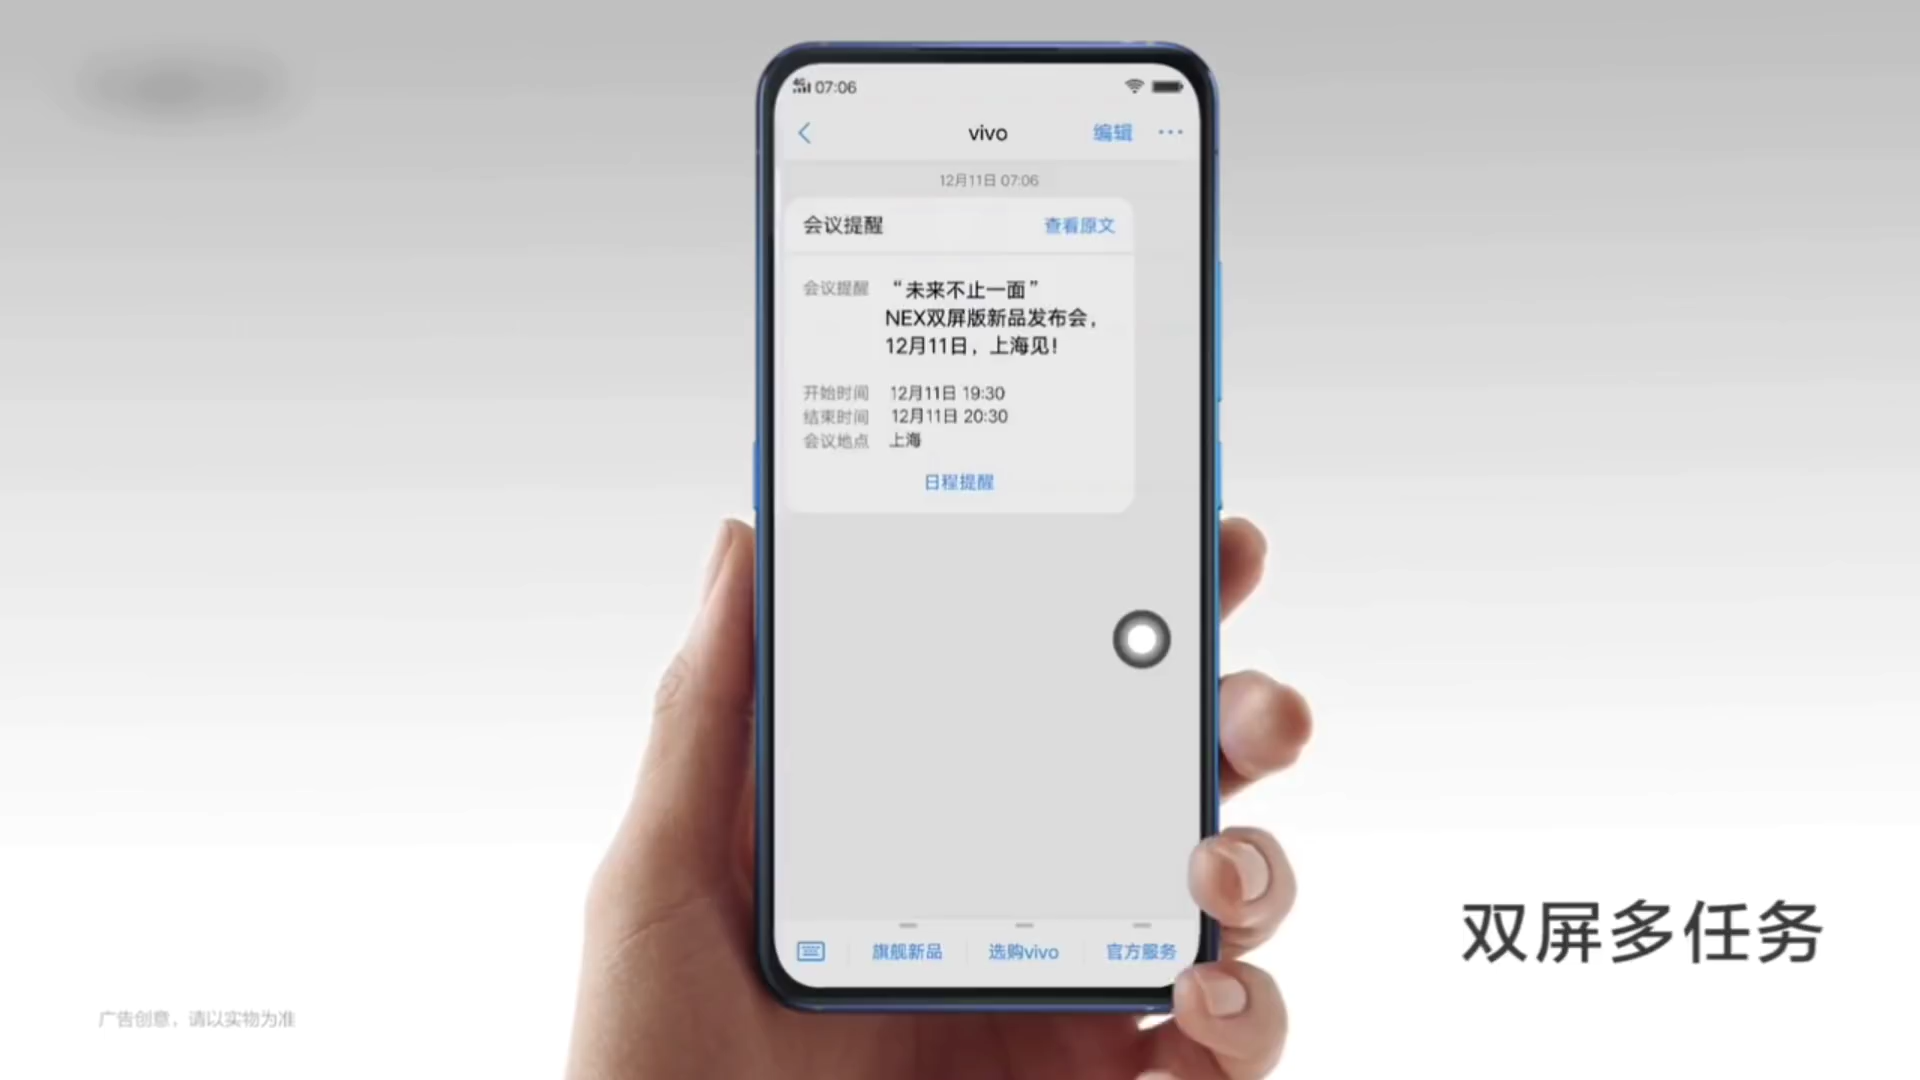 4G 07:06
vivo 编辑
12月11日 07:06
会议提醒 查看原文
会议提醒 “未来不止一面”
NEX双屏版新品发布会，
12月11日，上海见！
开始时间 12月11日 19:30
结束时间 12月11日 20:30
会议地点 上海
日程提醒
旗舰新品 选购vivo 官方服务
双屏多任务
广告创意，请以实物为准